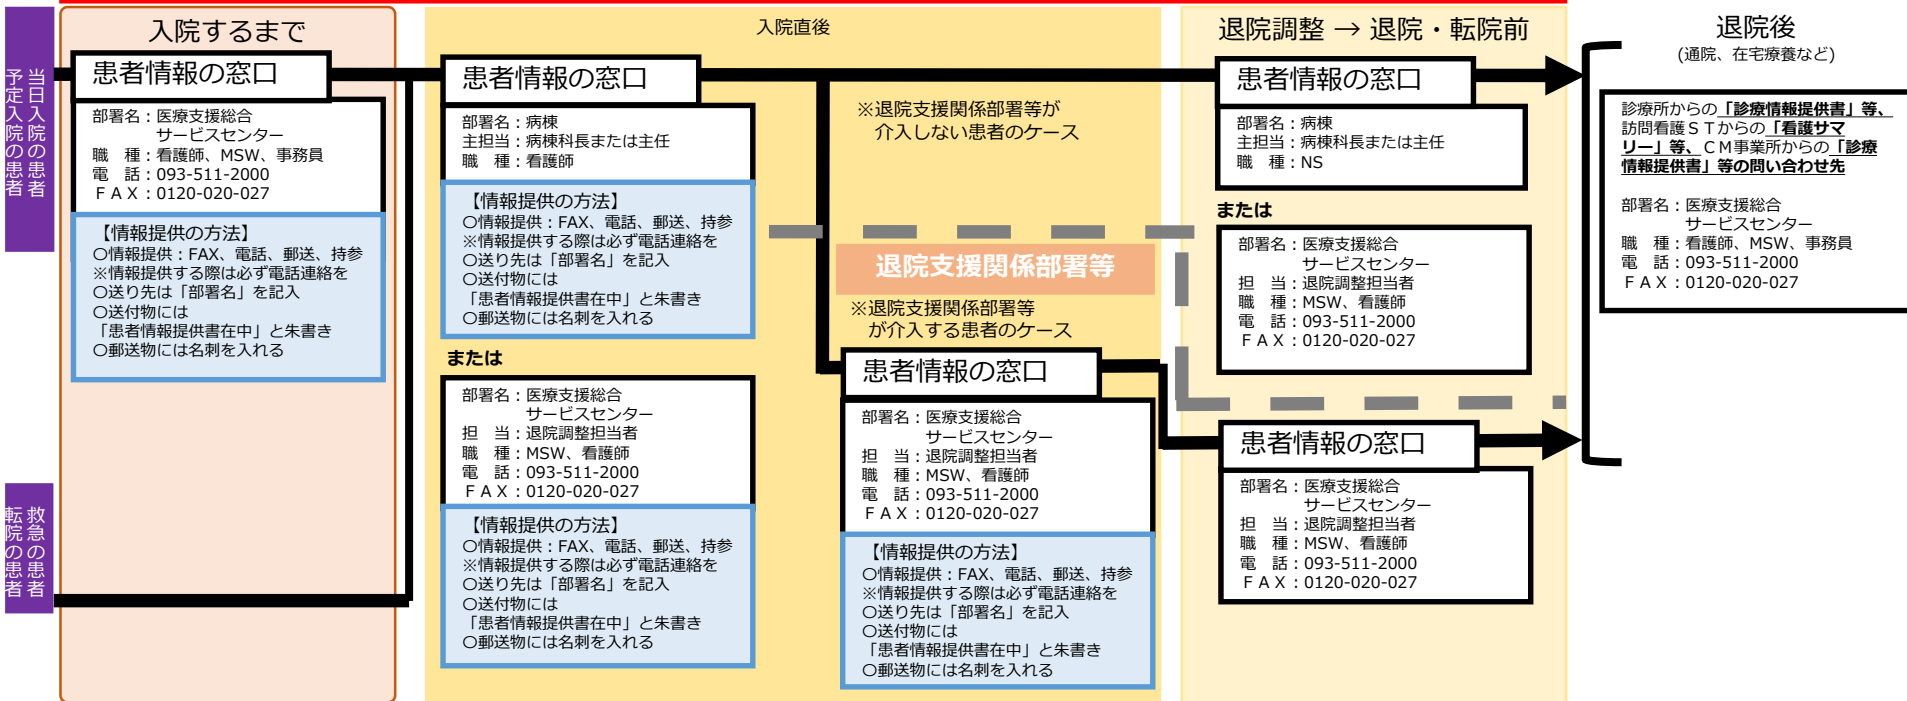 当日入院の患者
予定入院の患者
救急の患者
転院の患者
入院するまで
患者情報の窓口
部署名：医療支援総合
サービスセンター
職　種：看護師、MSW、事務員
電　話：093-511-2000
ＦＡＸ：0120-020-027
【情報提供の方法】
〇情報提供：FAX、電話、郵送、持参
※情報提供する際は必ず電話連絡を
〇送り先は「部署名」を記入
〇送付物には
「患者情報提供書在中」と朱書き
〇郵送物には名刺を入れる
入院直後
患者情報の窓口
部署名：病棟
主担当：病棟科長または主任
職　種：看護師
【情報提供の方法】
〇情報提供：FAX、電話、郵送、持参
※情報提供する際は必ず電話連絡を
〇送り先は「部署名」を記入
〇送付物には
「患者情報提供書在中」と朱書き
〇郵送物には名刺を入れる
または
部署名：医療支援総合
サービスセンター
担　当：退院調整担当者
職　種：MSW、看護師
電　話：093-511-2000
ＦＡＸ：0120-020-027
【情報提供の方法】
〇情報提供：FAX、電話、郵送、持参
※情報提供する際は必ず電話連絡を
〇送り先は「部署名」を記入
〇送付物には
「患者情報提供書在中」と朱書き
〇郵送物には名刺を入れる
※退院支援関係部署等が
介入しない患者のケース
退院支援関係部署等
※退院支援関係部署等
が介入する患者のケース
患者情報の窓口
部署名：医療支援総合
サービスセンター
担　当：退院調整担当者
職　種：MSW、看護師
電　話：093-511-2000
ＦＡＸ：0120-020-027
【情報提供の方法】
〇情報提供：FAX、電話、郵送、持参
※情報提供する際は必ず電話連絡を
〇送り先は「部署名」を記入
〇送付物には
「患者情報提供書在中」と朱書き
〇郵送物には名刺を入れる
退院調整 → 退院・転院前
患者情報の窓口
部署名：病棟
主担当：病棟科長または主任
職　種：NS
または
部署名：医療支援総合
サービスセンター
担　当：退院調整担当者
職　種：MSW、看護師
電　話：093-511-2000
ＦＡＸ：0120-020-027
患者情報の窓口
部署名：医療支援総合
サービスセンター
担　当：退院調整担当者
職　種：MSW、看護師
電　話：093-511-2000
ＦＡＸ：0120-020-027
退院後
(通院、在宅療養など)
診療所からの「診療情報提供書」等、
訪問看護ＳＴからの「看護サマ
リー」等、ＣＭ事業所からの「診療
情報提供書」等の問い合わせ先
部署名：医療支援総合
サービスセンター
職　種：看護師、MSW、事務員
電　話：093-511-2000
ＦＡＸ：0120-020-027